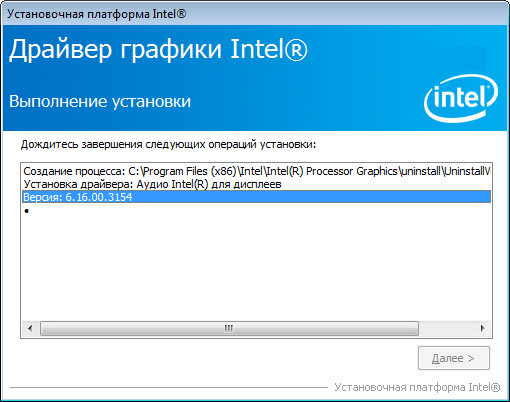 Установочная платформа Intel®
Драйвер графики Intel®
intel
Выполнение установки
Дождитесь завершения следующих операций установки:
Создание процесса: C:\Program Files (x86)\Intel\Intel(R) Processor Graphics\uninstall\Uninstall
Установка драйвера: Аудио Intel(R) для дисплеев
Версия: 6.16.00.3154
•
Далее >
Установочная платформа Intel®